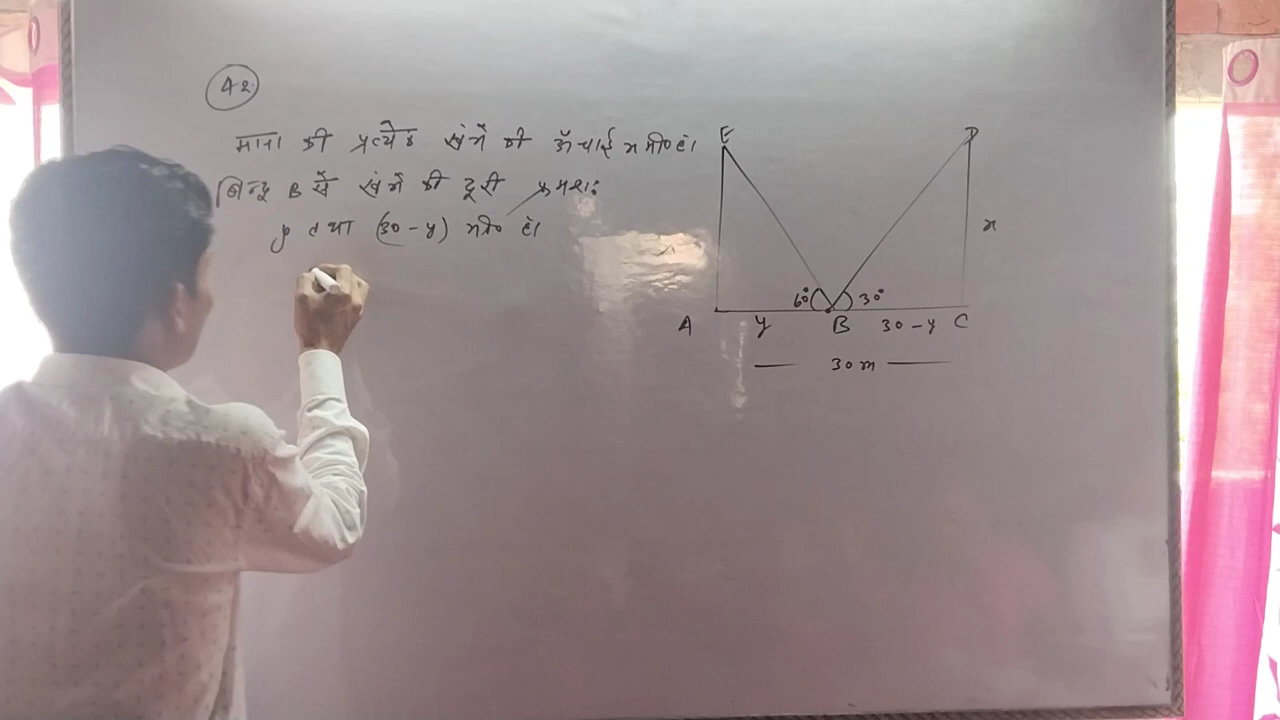 42.
माना की प्रत्येक खंभे की ऊँचाई x मी० है।
बिन्दु B से खंभे की दूरी क्रमशः
y तथा (30 - y) मी० है।
E
D
x
60° 30°
A y B 30 - y C
30 m